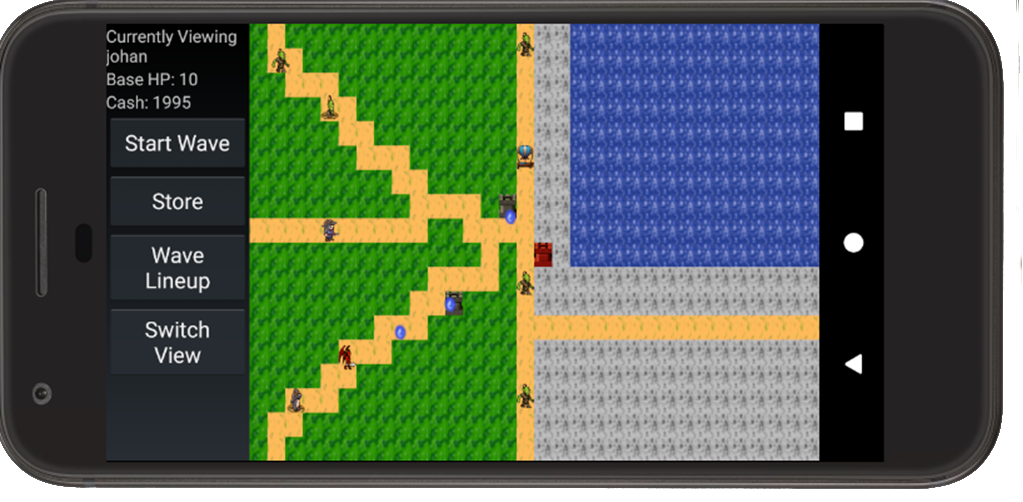 Currently Viewing
johan
Base HP: 10
Cash: 1995
Start Wave
Store
Wave
Lineup
Switch
View